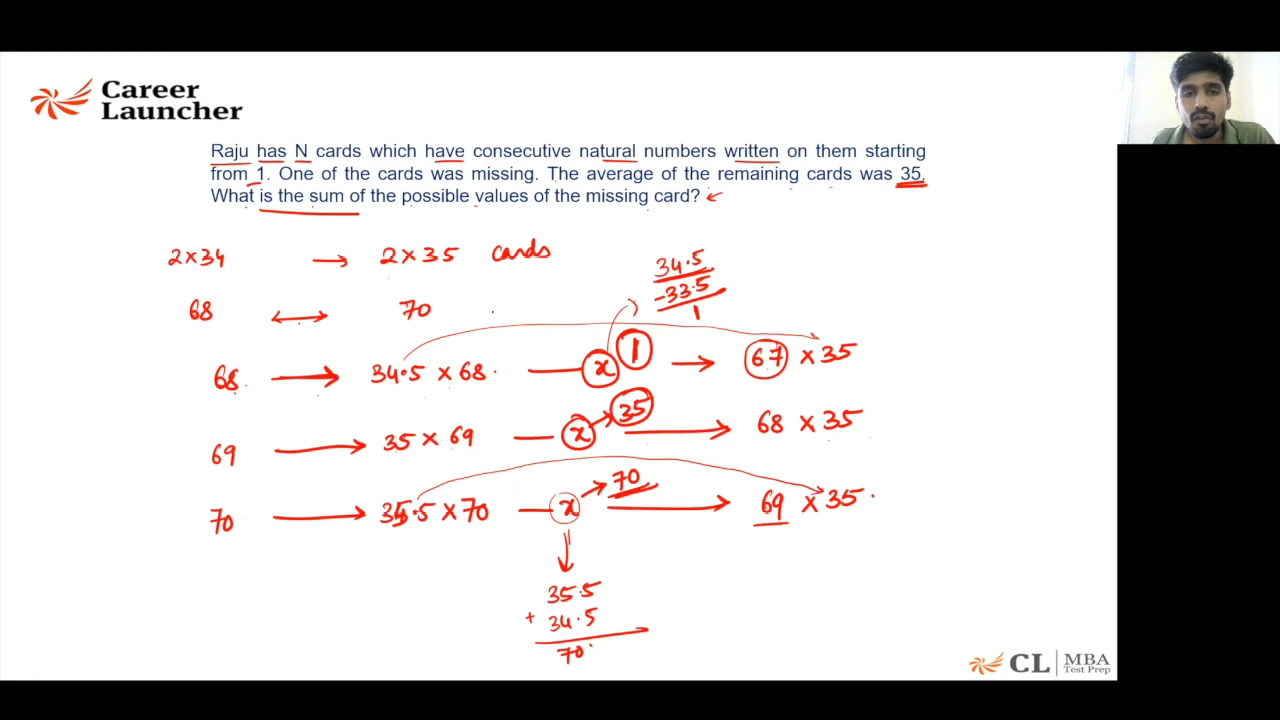 Career
Launcher
Raju has N cards which have consecutive natural numbers written on them starting
from 1. One of the cards was missing. The average of the remaining cards was 35.
What is the sum of the possible values of the missing card?
2×34 → 2×35 cards
68 ↔ 70
34.5
-33.5
1
68 → 34.5 × 68 — x 1 → 67 × 35
69 → 35 × 69 — x → 35 → 68 × 35
70 → 35.5 × 70 — x → 70 → 69 × 35.
35.5
+ 34.5
70
CL MBA
Test Prep